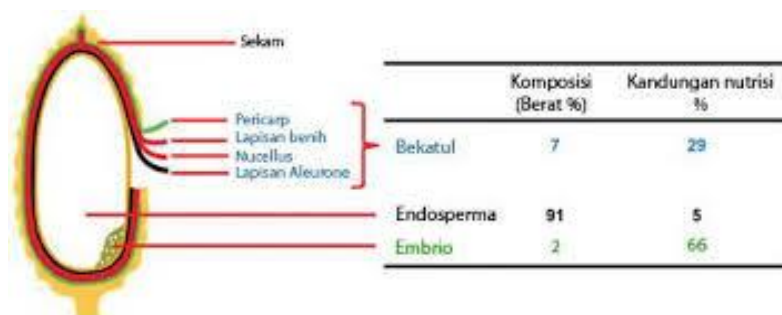 Sekam
Komposisi
(Berat %)
Kandungan nutrisi
%
Pericarp
Lapisan benih
Nucellus
Lapisan Aleurone
Bekatul 7 29
Endosperma 91 5
Embrio 2 66